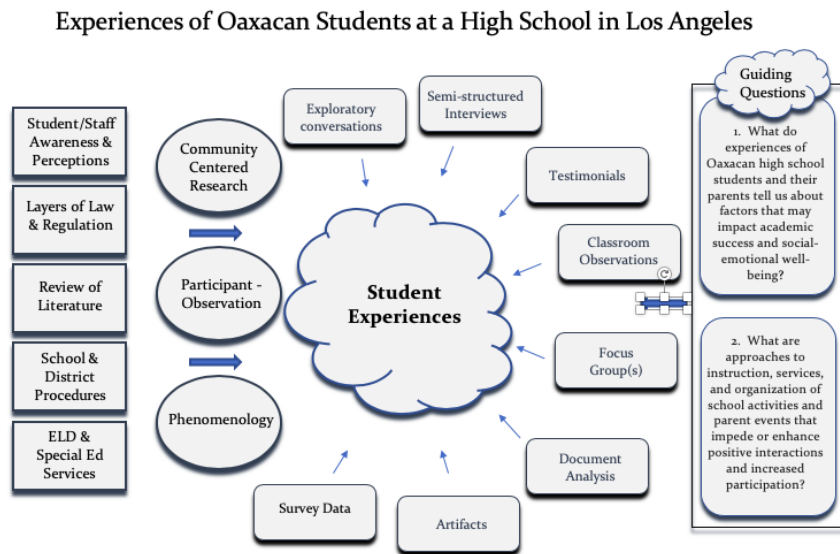 Experiences of Oaxacan Students at a High School in Los Angeles
Student/Staff
Awareness &
Perceptions
Layers of Law
& Regulation
Review of
Literature
School &
District
Procedures
ELD &
Special Ed
Services
Community
Centered
Research
Participant -
Observation
Phenomenology
Exploratory
conversations
Semi-structured
Interviews
Testimonials
Classroom
Observations
Focus
Group(s)
Document
Analysis
Artifacts
Survey Data
Student
Experiences
Guiding
Questions
1. What do
experiences of
Oaxacan high school
students and their
parents tell us about
factors that may
impact academic
success and social-
emotional well-
being?
2. What are
approaches to
instruction, services,
and organization of
school activities and
parent events that
impede or enhance
positive interactions
and increased
participation?